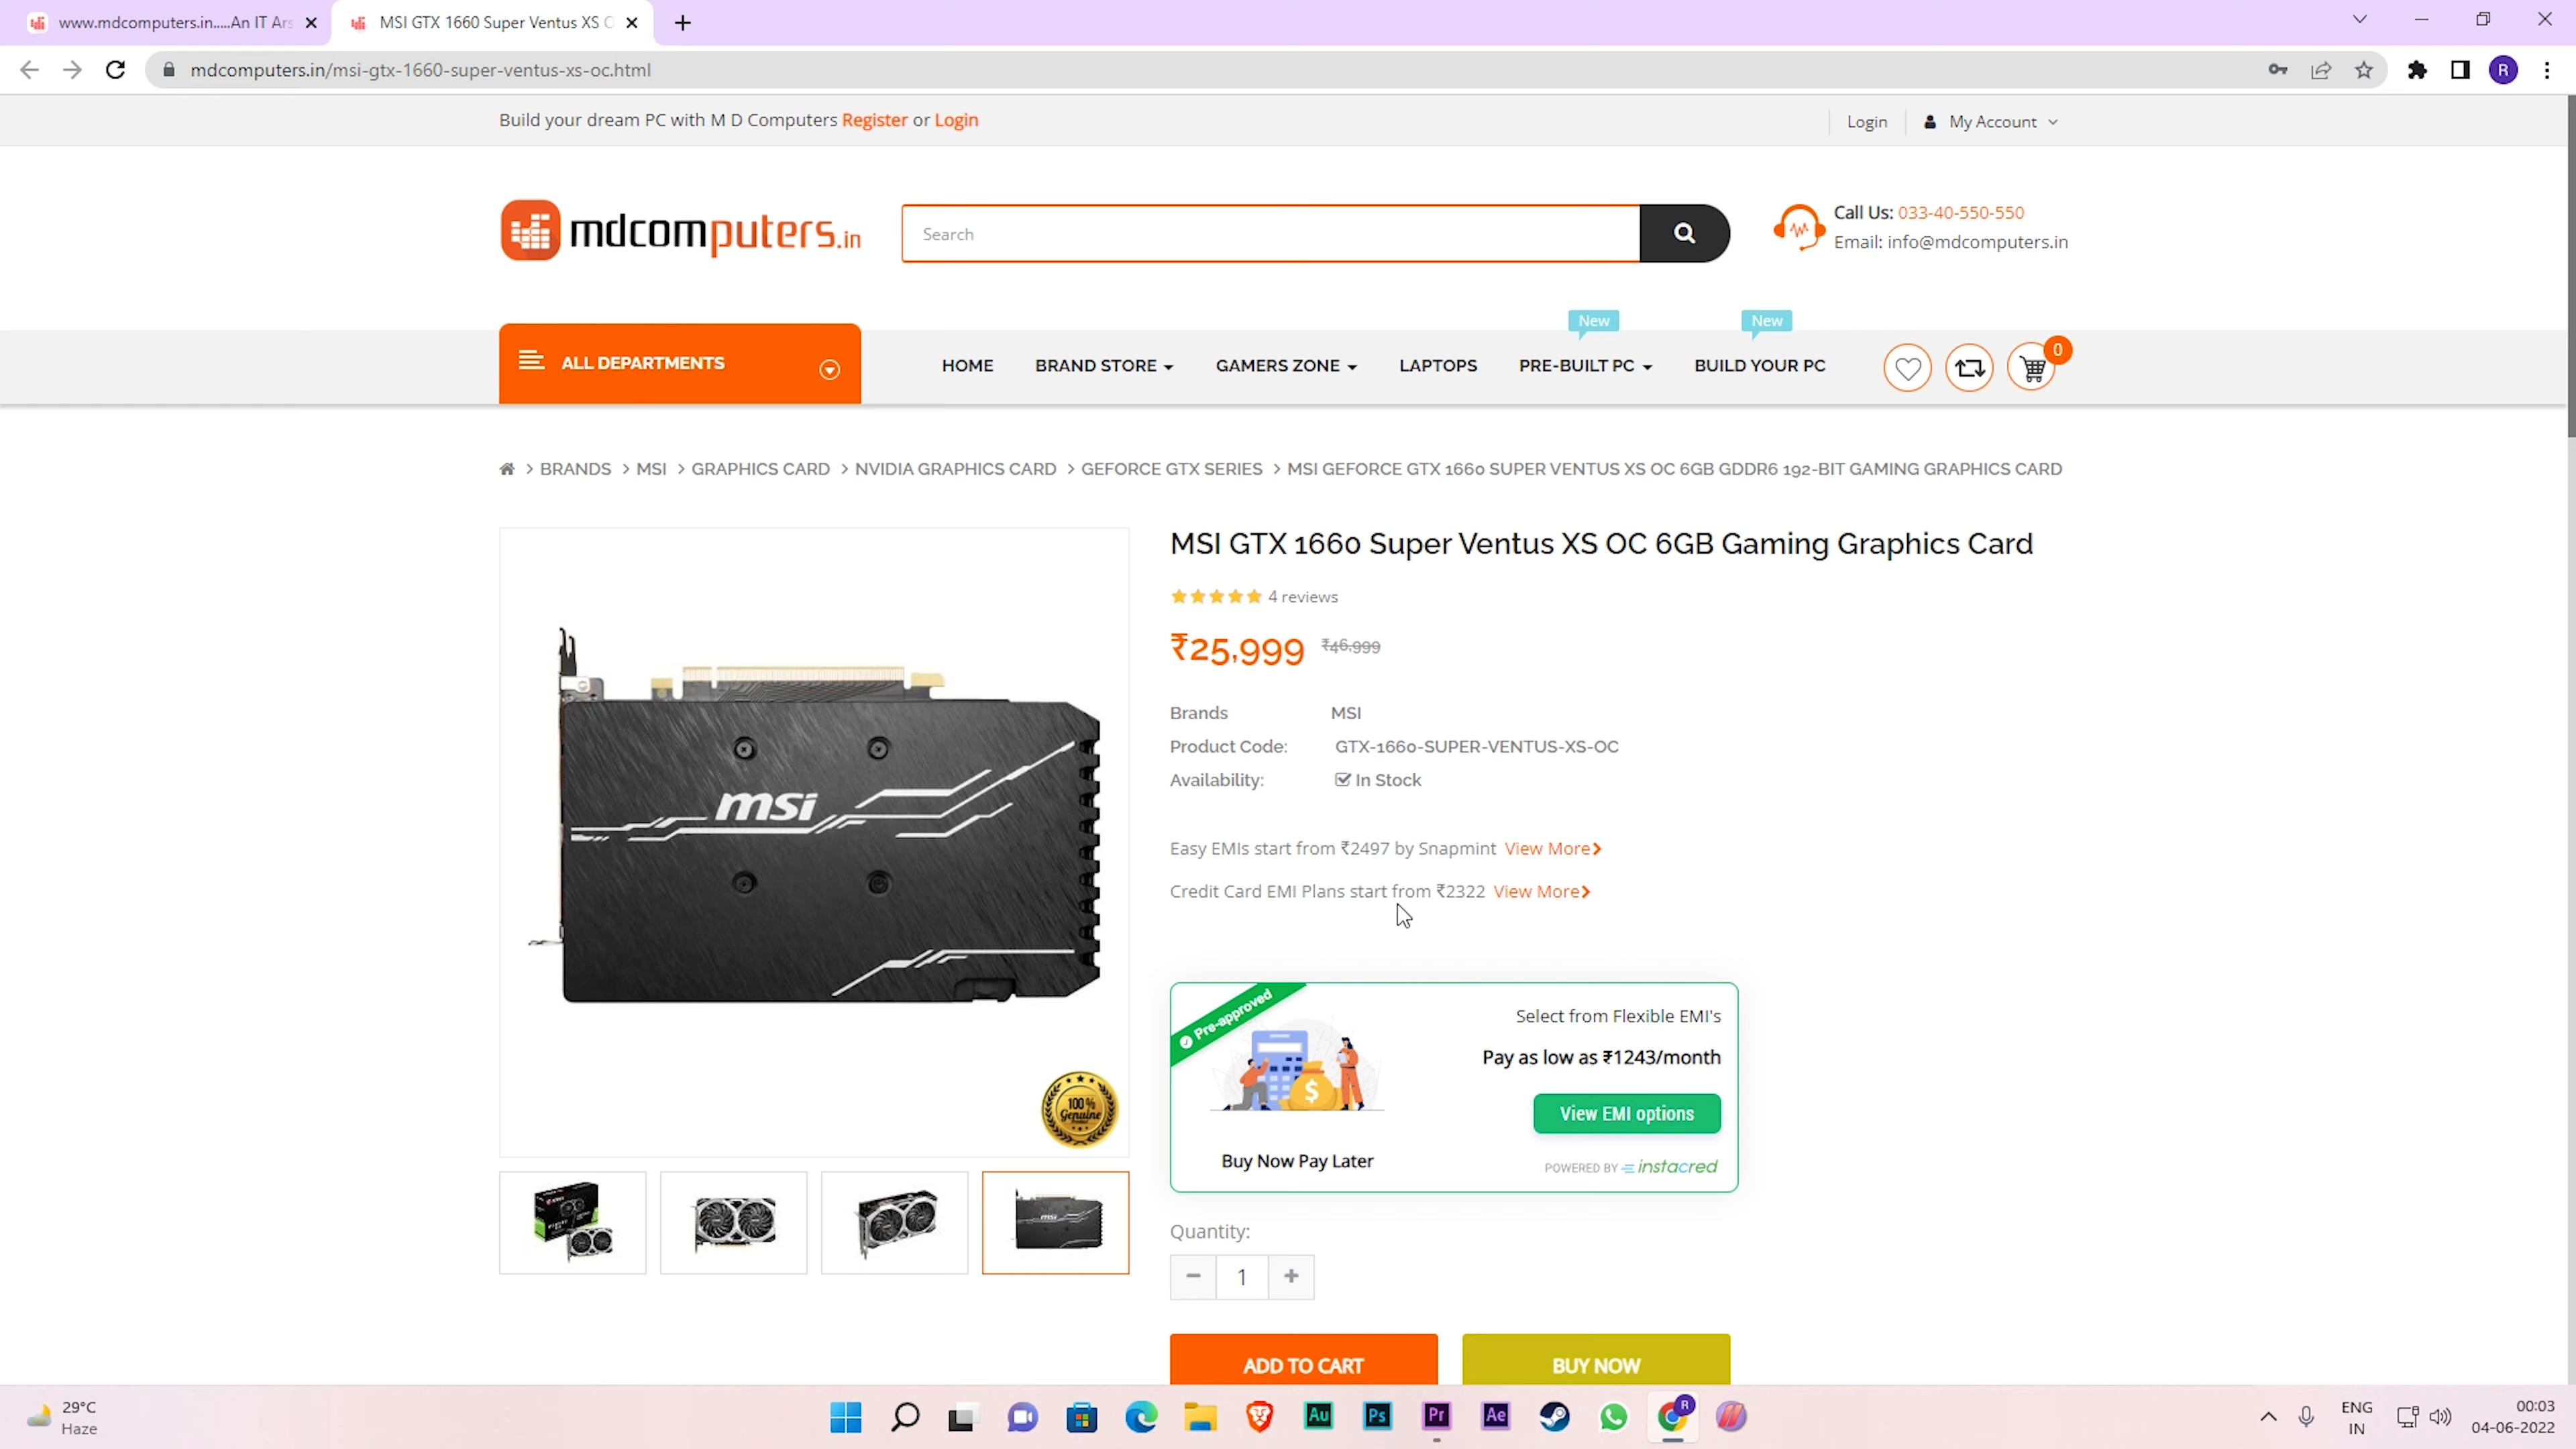 www.mdcomputers.in.....An IT Ars
MSI GTX 1660 Super Ventus XS O
mdcomputers.in/msi-gtx-1660-super-ventus-xs-oc.html
R
Build your dream PC with M D Computers Register or Login
Login
My Account
mdcomputers.in
Search
Call Us: 033-40-550-550
Email: info@mdcomputers.in
New
New
ALL DEPARTMENTS
HOME
BRAND STORE
GAMERS ZONE
LAPTOPS
PRE-BUILT PC
BUILD YOUR PC
0
> BRANDS > MSI > GRAPHICS CARD > NVIDIA GRAPHICS CARD > GEFORCE GTX SERIES > MSI GEFORCE GTX 1660 SUPER VENTUS XS OC 6GB GDDR6 192-BIT GAMING GRAPHICS CARD
MSI GTX 1660 Super Ventus XS OC 6GB Gaming Graphics Card
4 reviews
₹25,999 ₹46,999
Brands MSI
Product Code: GTX-1660-SUPER-VENTUS-XS-OC
Availability: In Stock
Easy EMIs start from ₹2497 by Snapmint View More
Credit Card EMI Plans start from ₹2322 View More
msi
100%
Genuine
Pre-approved
Select from Flexible EMI's
Pay as low as ₹1243/month
View EMI options
Buy Now Pay Later
POWERED BY instacred
Quantity:
1
ADD TO CART
BUY NOW
29°C
Haze
Au
Ps
Pr
Ae
R
ENG
IN
00:03
04-06-2022